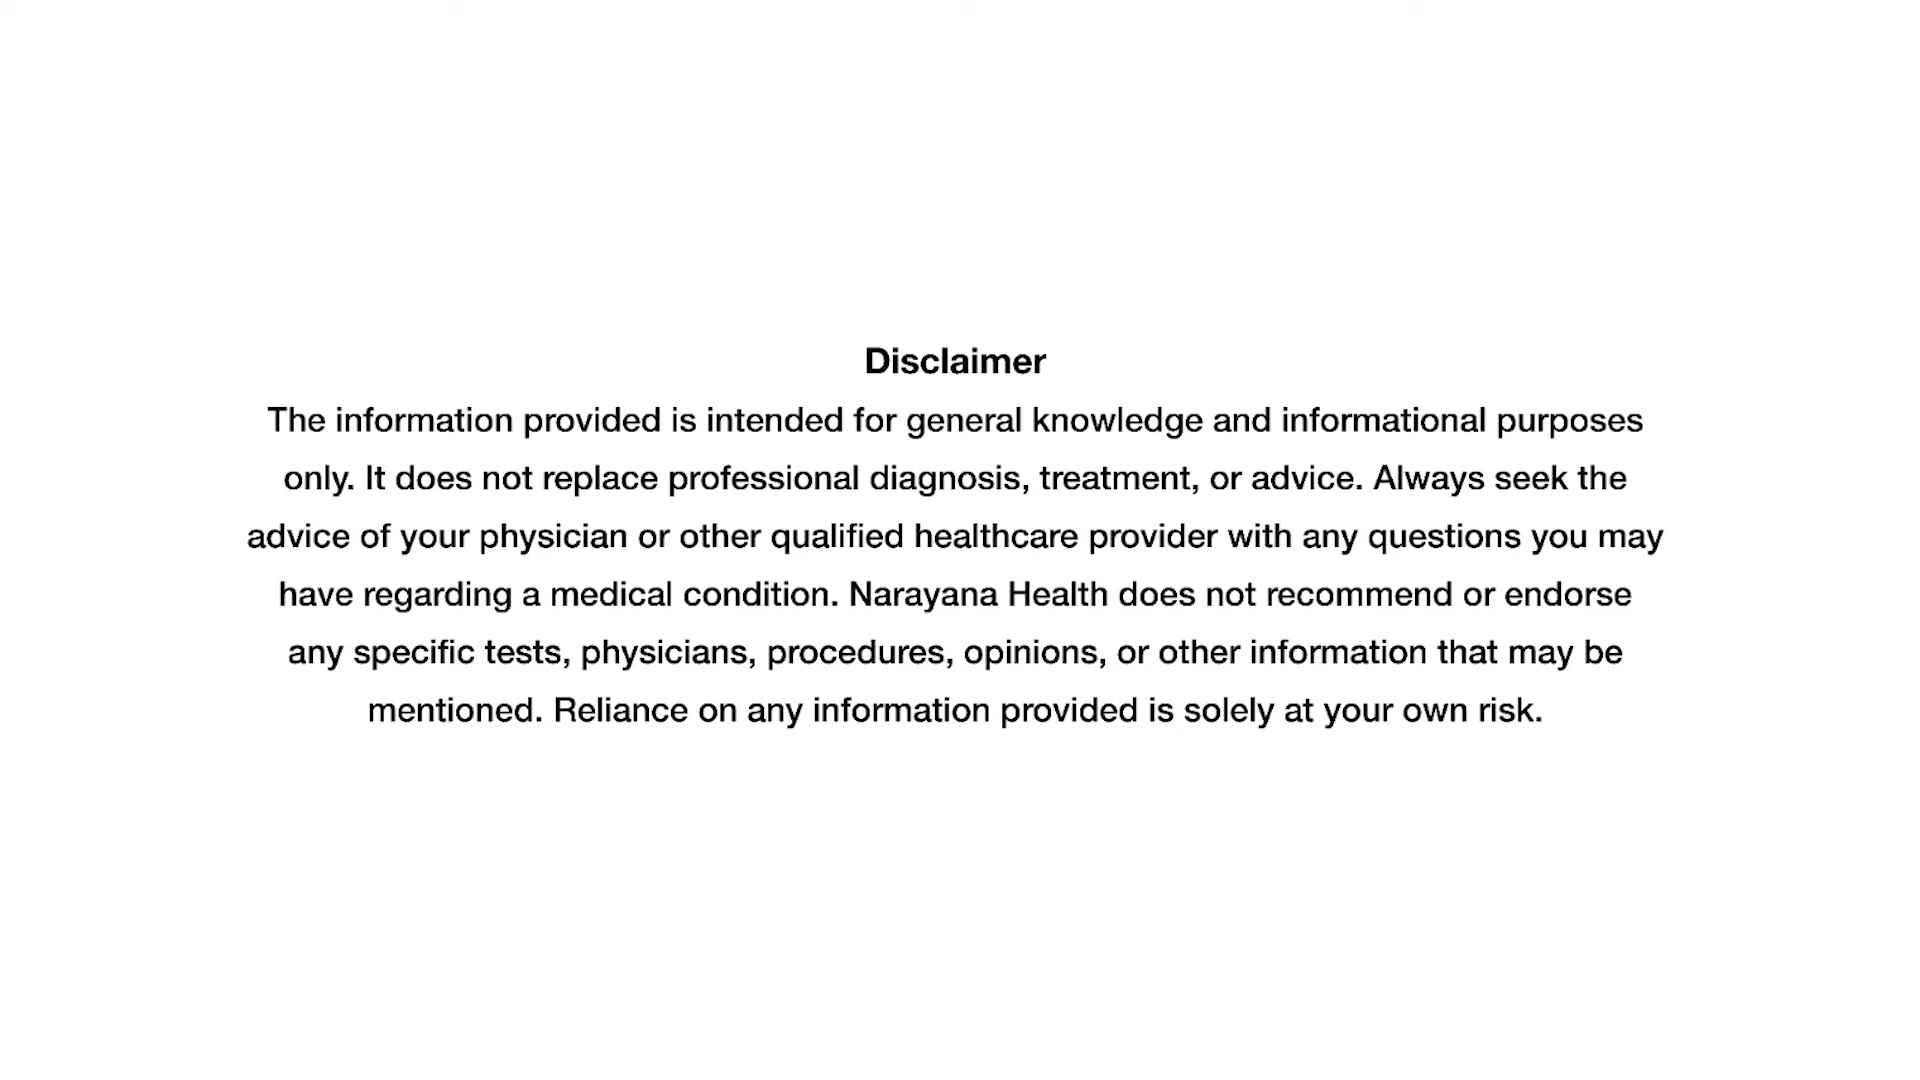 Disclaimer
The information provided is intended for general knowledge and informational purposes
only. It does not replace professional diagnosis, treatment, or advice. Always seek the
advice of your physician or other qualified healthcare provider with any questions you may
have regarding a medical condition. Narayana Health does not recommend or endorse
any specific tests, physicians, procedures, opinions, or other information that may be
mentioned. Reliance on any information provided is solely at your own risk.